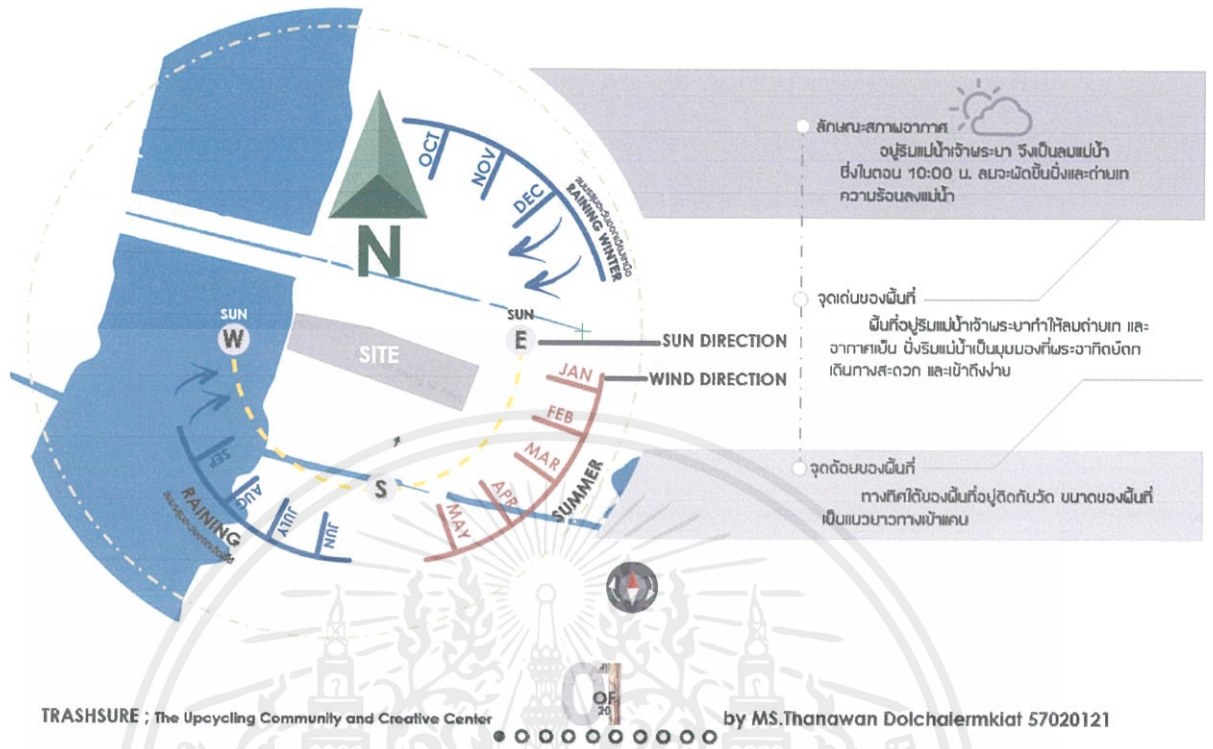 OCT
NOV
DEC
RAINING WINTER
N
SUN
W
SUN
E
SITE
SUN DIRECTION
WIND DIRECTION
JAN
FEB
MAR
APR
MAY
SUMMER
S
SEP
AUG
JULY
JUN
RAINING
ลักษณะสภาพอากาศ
อยู่ริมแม่น้ำเจ้าพระยา จึงเป็นลมแม่น้ำ
ซึ่งในตอน 10:00 น. ลมจะพัดขึ้นฝั่งและถ่ายเท
ความร้อนลงแม่น้ำ
จุดเด่นของพื้นที่
พื้นที่อยู่ริมแม่น้ำเจ้าพระยาทำให้ลมถ่ายเท และ
อากาศเย็น ฝั่งริมแม่น้ำเป็นมุมมองที่พระอาทิตย์ตก
เดินทางสะดวก และเข้าถึงง่าย
จุดด้อยของพื้นที่
ทางทิศใต้ของพื้นที่อยู่ติดกับวัด ขนาดของพื้นที่
เป็นแนวยาวทางเข้าแคบ
01
OF
20
TRASHSURE ; The Upcycling Community and Creative Center
by MS.Thanawan Dolchalermkiat 57020121